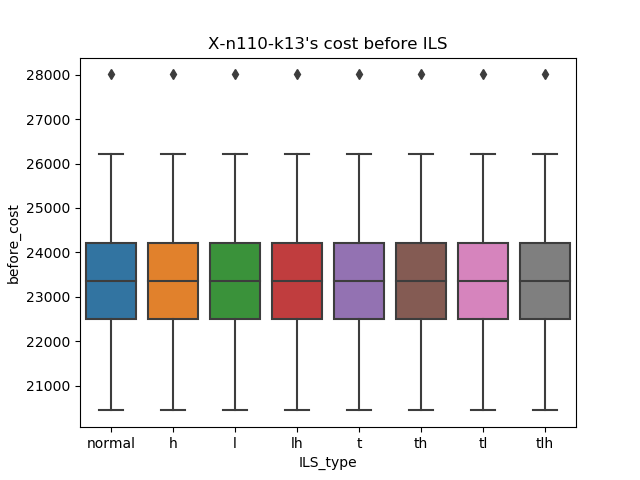 X-n110-k13's cost before ILS
28000
27000
26000
25000
24000
23000
22000
21000
before_cost
normal h l lh t th tl tlh
ILS_type